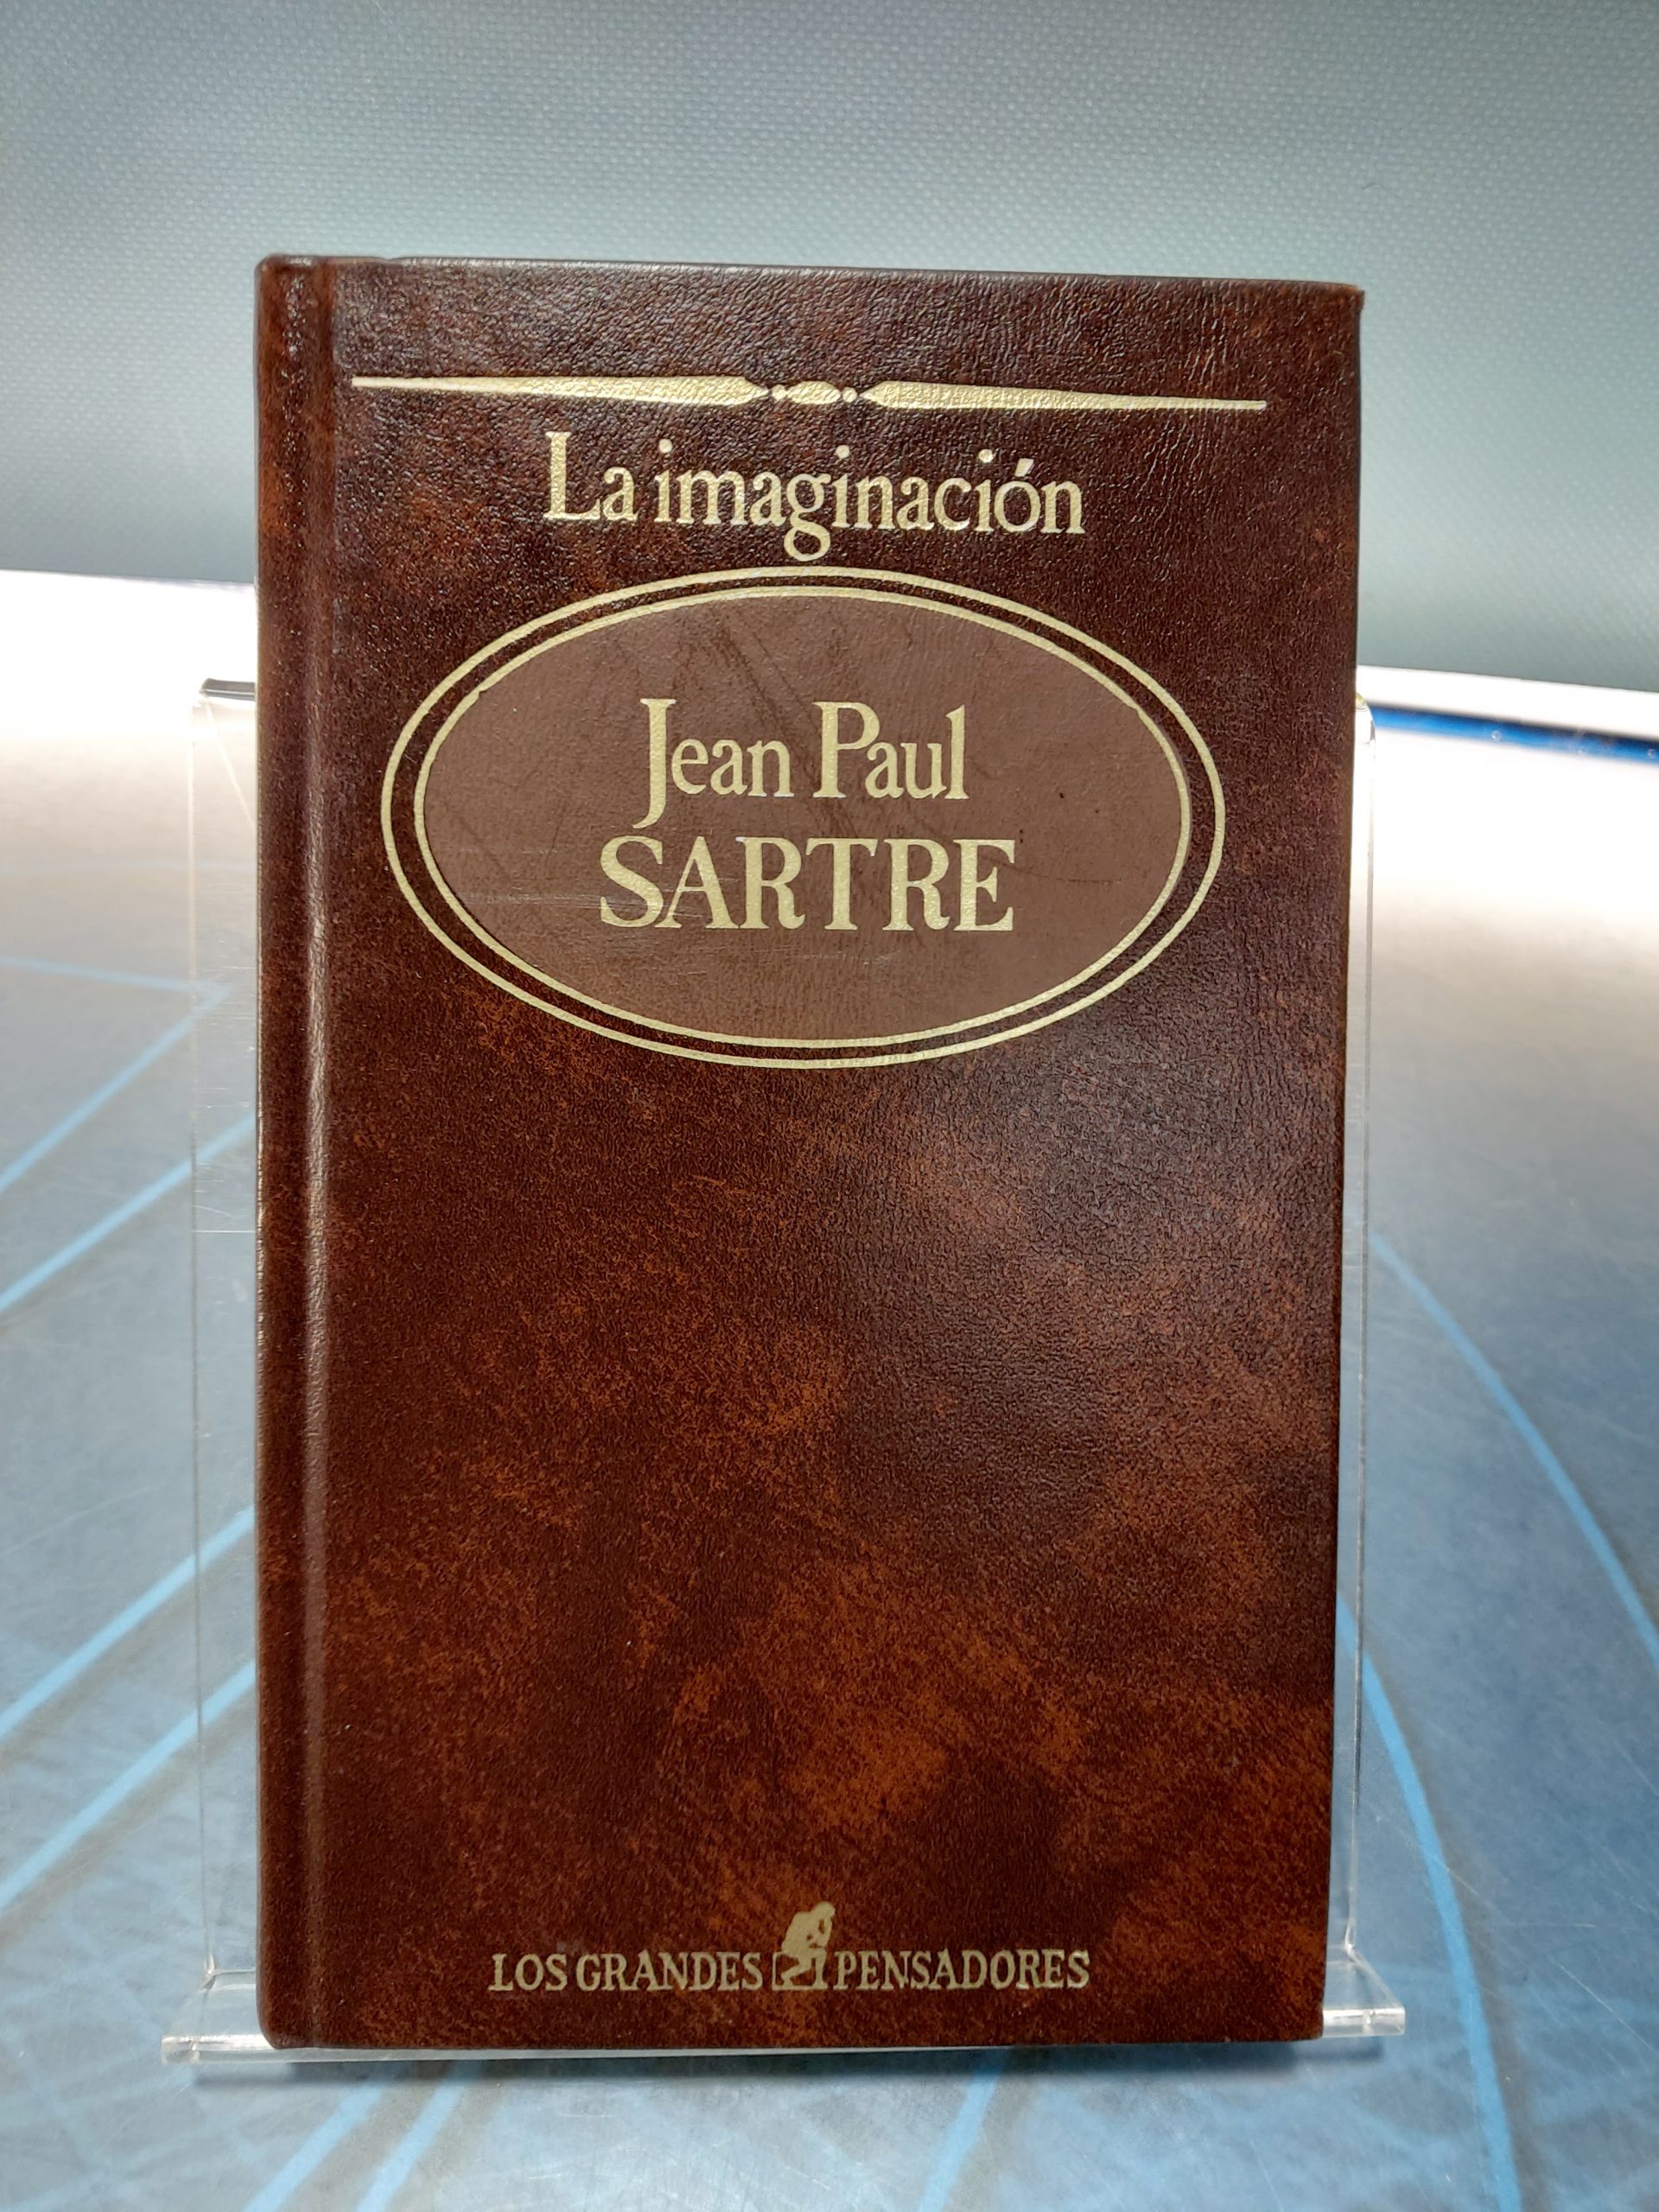 La imaginación
Jean Paul
SARTRE
LOS GRANDES PENSADORES